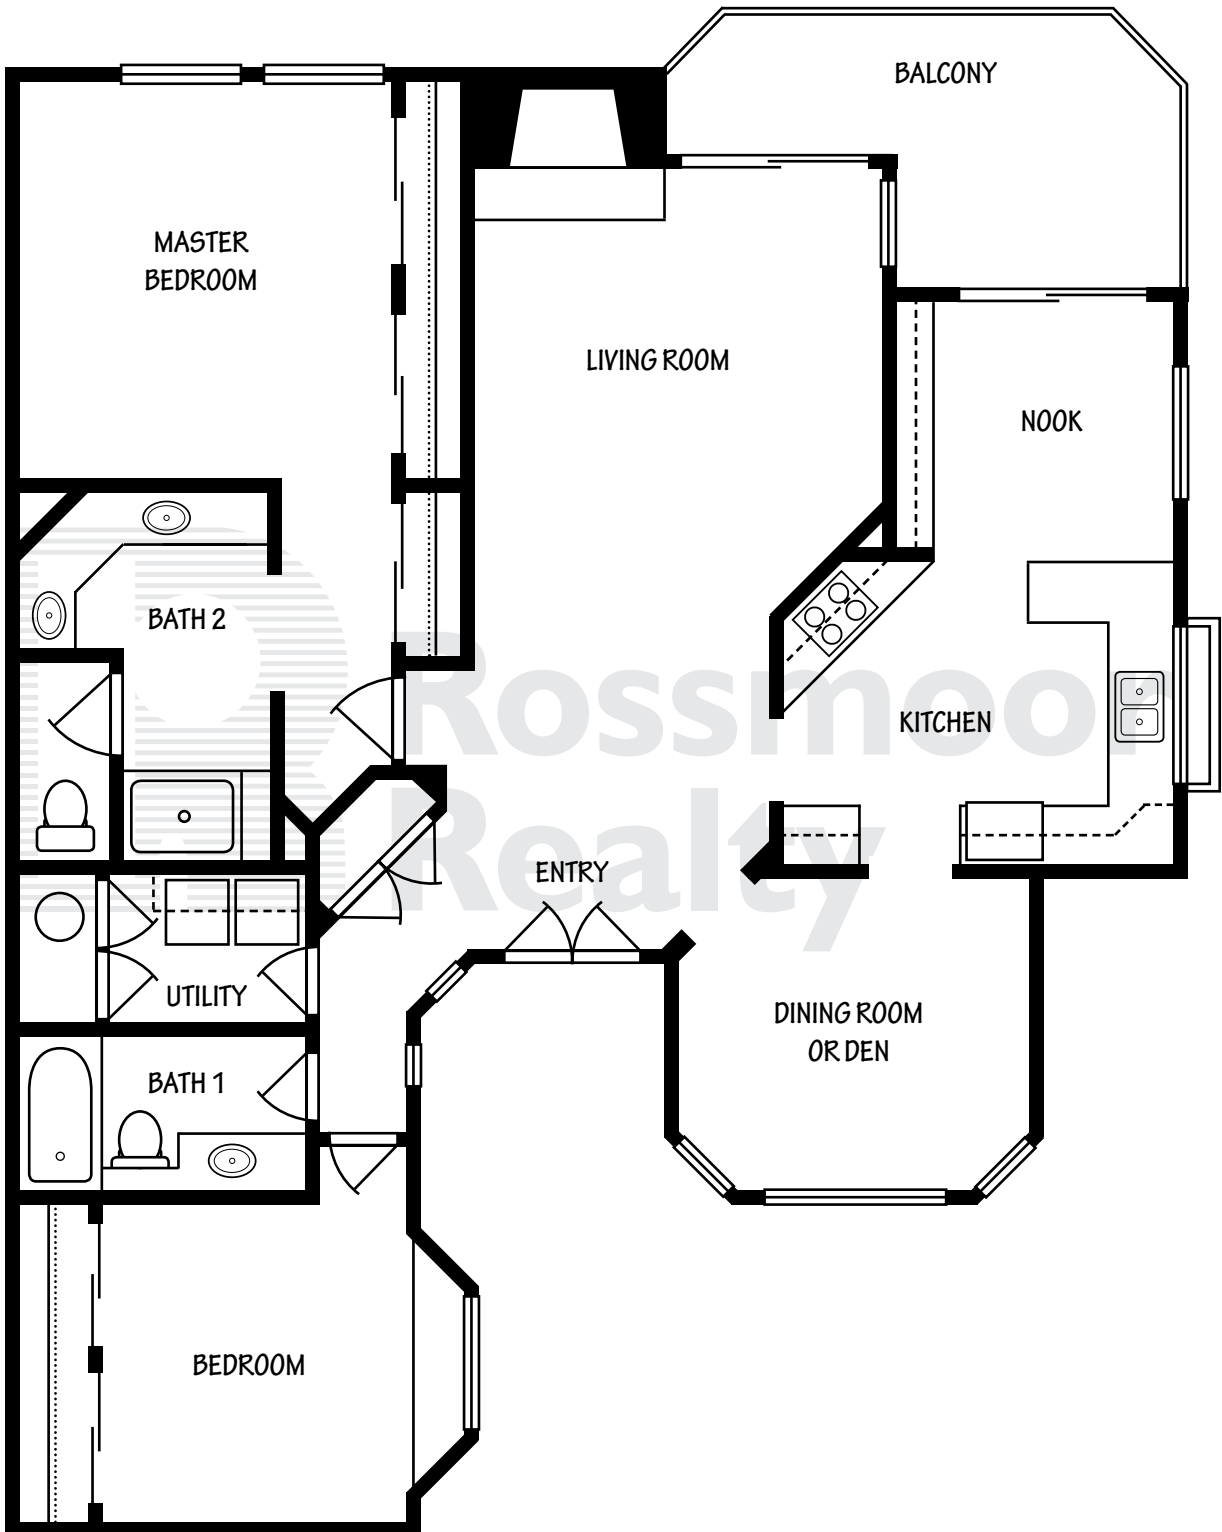 BALCONY
MASTER
BEDROOM
LIVING ROOM
NOOK
BATH 2
Rossmoor
KITCHEN
Realty
ENTRY
UTILITY
DINING ROOM
OR DEN
BATH 1
BEDROOM